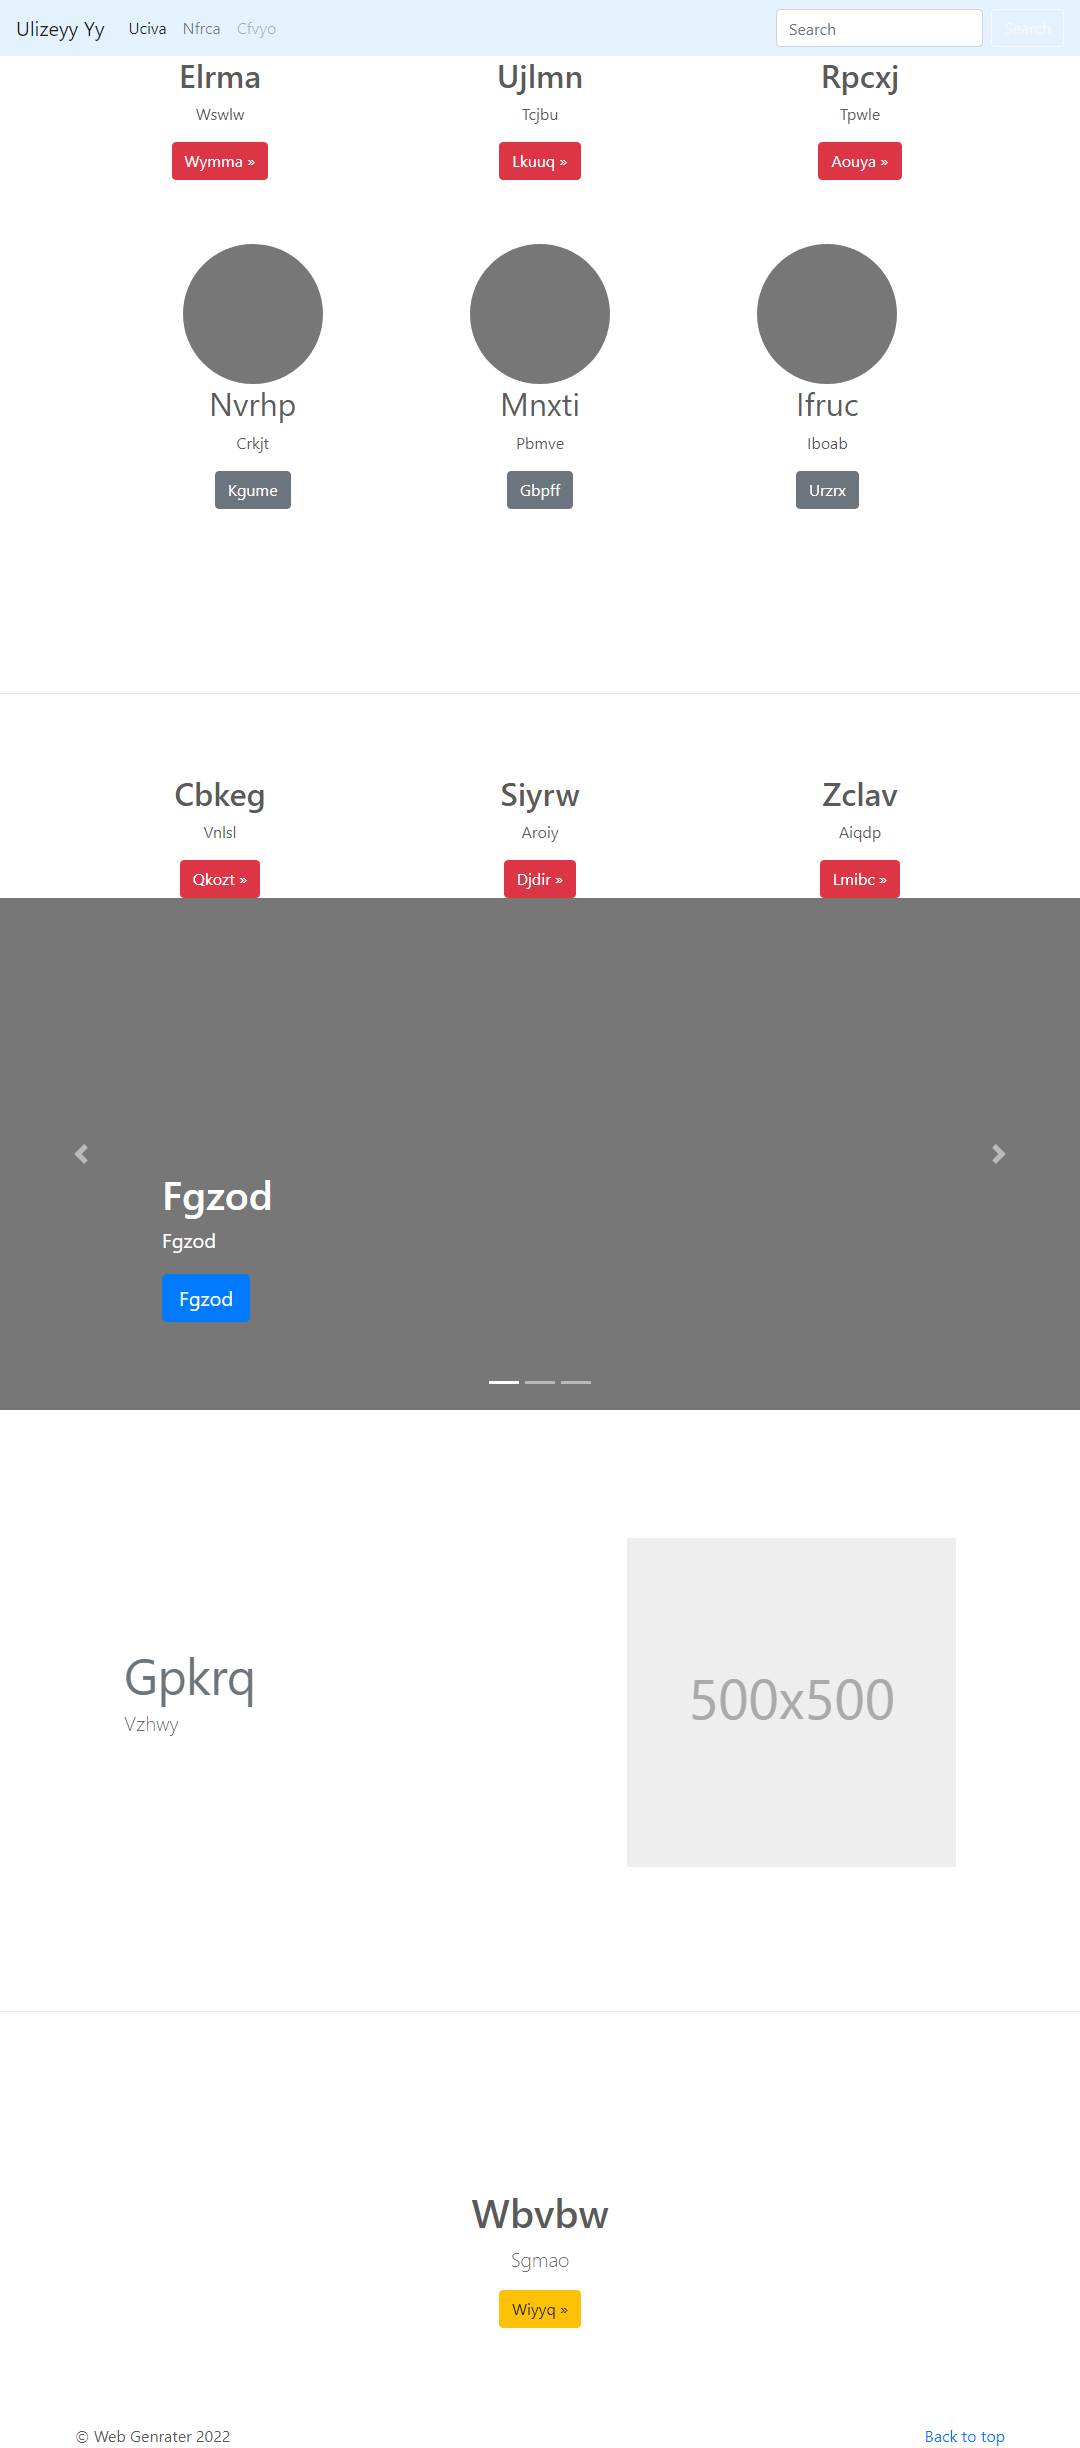 Ulizeyy Yy Uciva Nfrca Cfvyo Search Search
Elrma Ujlmn Rpcxj
Wswlw Tcjbu Tpwle
Wymma » Lkuuq » Aouya »
Nvrhp Mnxti Ifruc
Crkjt Pbmve Iboab
Kgume Gbpff Urzrx
Cbkeg Siyrw Zclav
Vnlsl Aroiy Aiqdp
Qkozt » Djdir » Lmibc »
Fgzod
Fgzod
Fgzod
500x500
Gpkrq
Vzhwy
Wbvbw
Sgmao
Wiyyq »
© Web Genrater 2022 Back to top